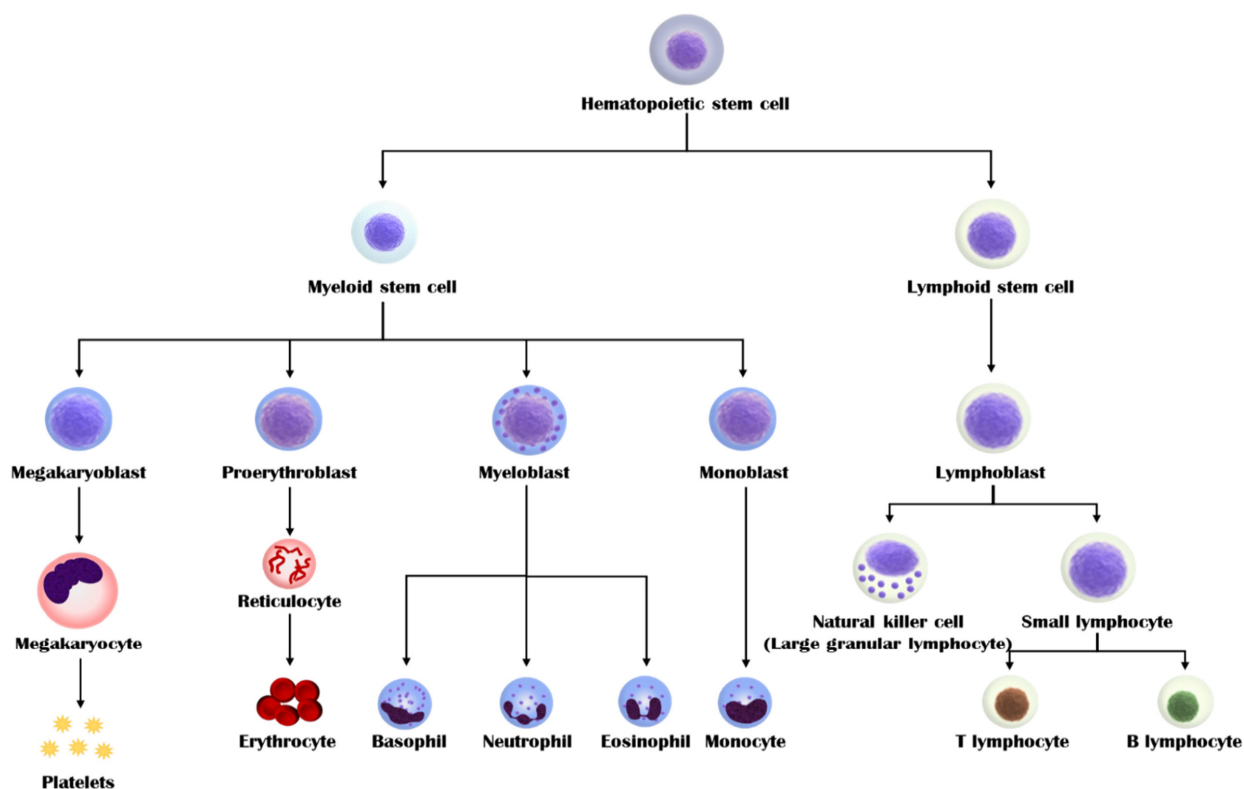 Hematopoietic stem cell
Myeloid stem cell
Lymphoid stem cell
Megakaryoblast
Proerythroblast
Myeloblast
Monoblast
Lymphoblast
Reticulocyte
Natural killer cell
(Large granular lymphocyte)
Small lymphocyte
Megakaryocyte
Erythrocyte
Basophil
Neutrophil
Eosinophil
Monocyte
T lymphocyte
B lymphocyte
Platelets